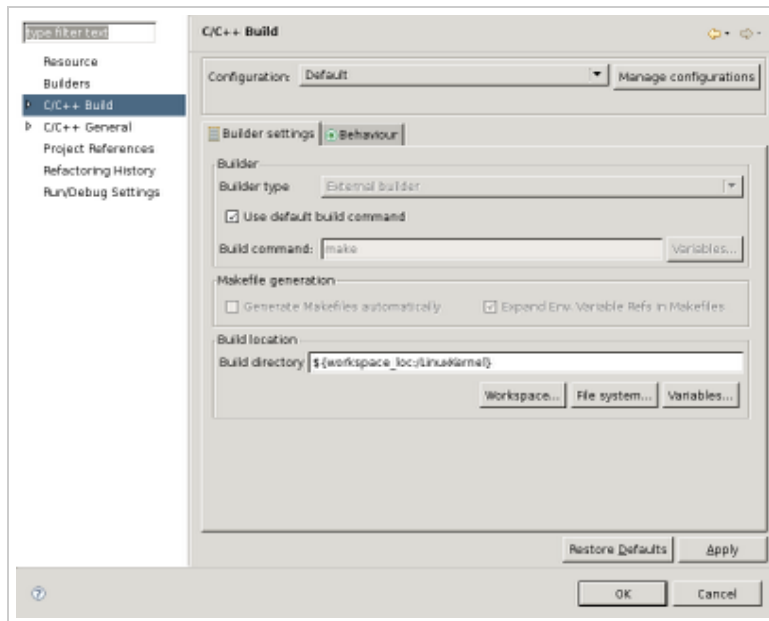 type filter text
Resource
Builders
C/C++ Build
C/C++ General
Project References
Refactoring History
Run/Debug Settings
C/C++ Build
Configuration: Default Manage configurations
Builder settings Behaviour
Builder
Builder type External builder
Use default build command
Build command: make Variables...
Makefile generation
Generate Makefiles automatically Expand Env. Variable Refs in Makefiles
Build location
Build directory ${workspace_loc:/LinuxKernel}
Workspace... File system... Variables...
Restore Defaults Apply
OK Cancel